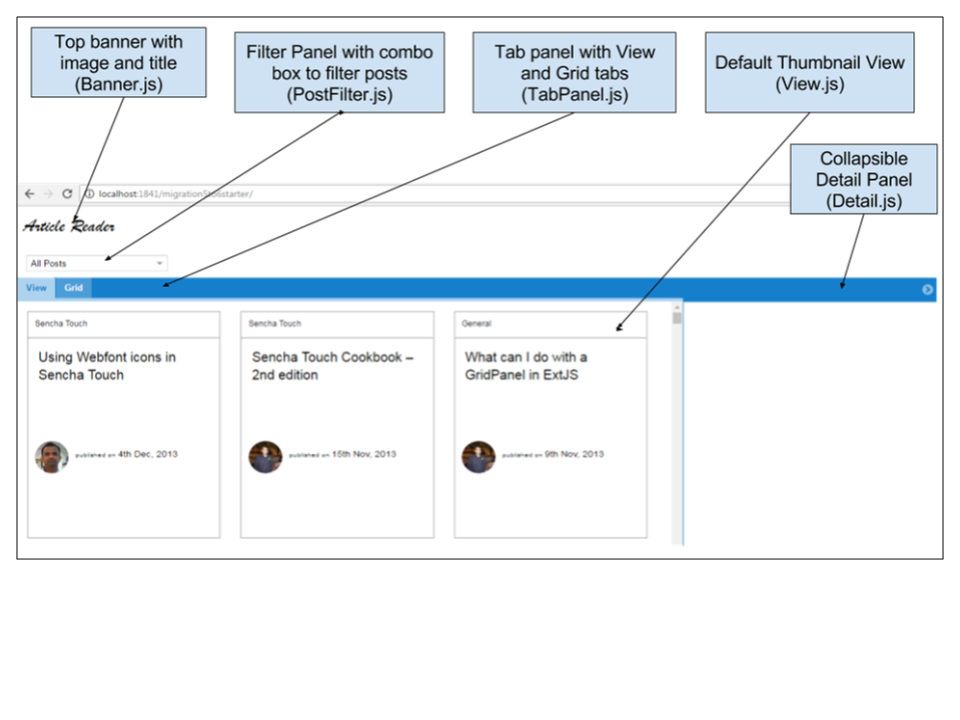 Top banner with
image and title
(Banner.js)
Filter Panel with combo
box to filter posts
(PostFilter.js)
Tab panel with View
and Grid tabs
(TabPanel.js)
Default Thumbnail View
(View.js)
Collapsible
Detail Panel
(Detail.js)
localhost:1841/migration5to6starter/
Article Reader
All Posts
View Grid
Sencha Touch
Using Webfont icons in
Sencha Touch
published on 4th Dec, 2013
Sencha Touch
Sencha Touch Cookbook –
2nd edition
published on 15th Nov, 2013
General
What can I do with a
GridPanel in ExtJS
published on 9th Nov, 2013